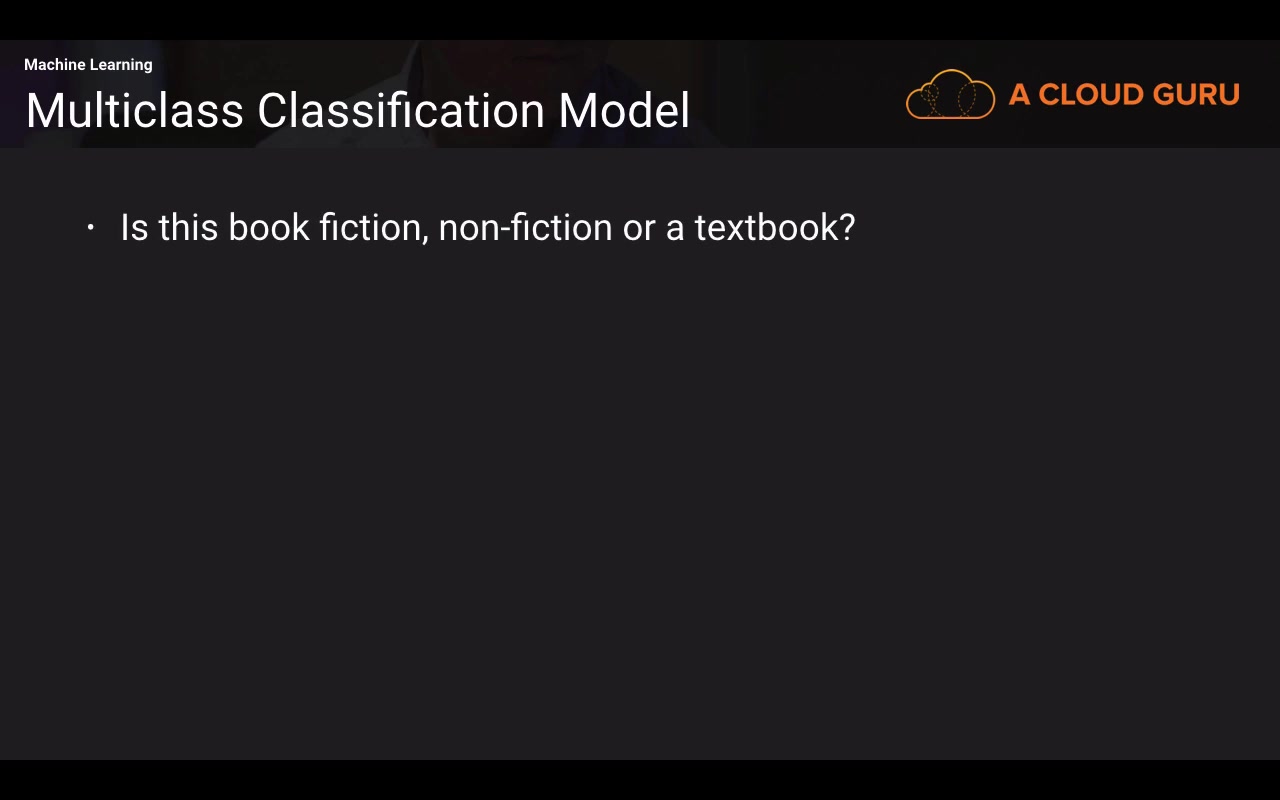 Machine Learning
Multiclass Classification Model
A CLOUD GURU
· Is this book fiction, non-fiction or a textbook?